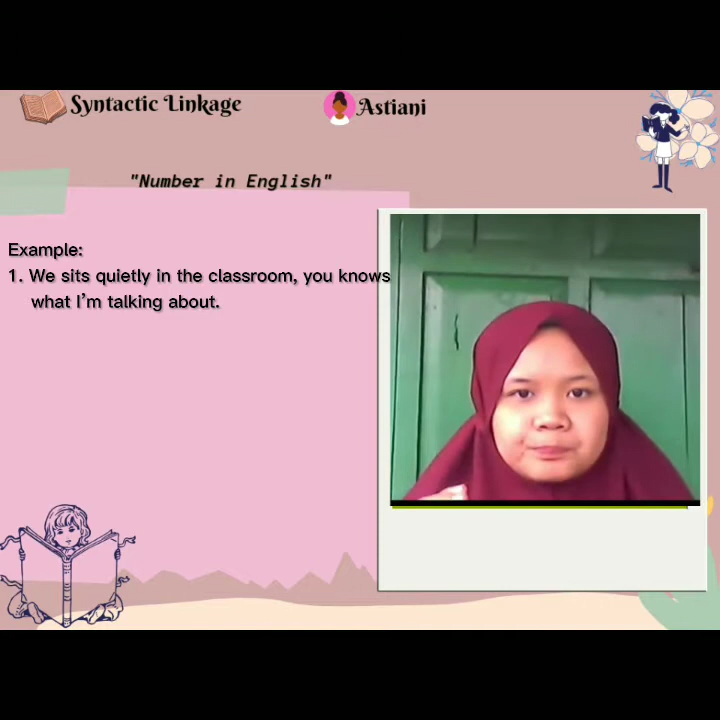 Syntactic Linkage
Astiani
"Number in English"
Example:
1. We sits quietly in the classroom, you knows
what I'm talking about.